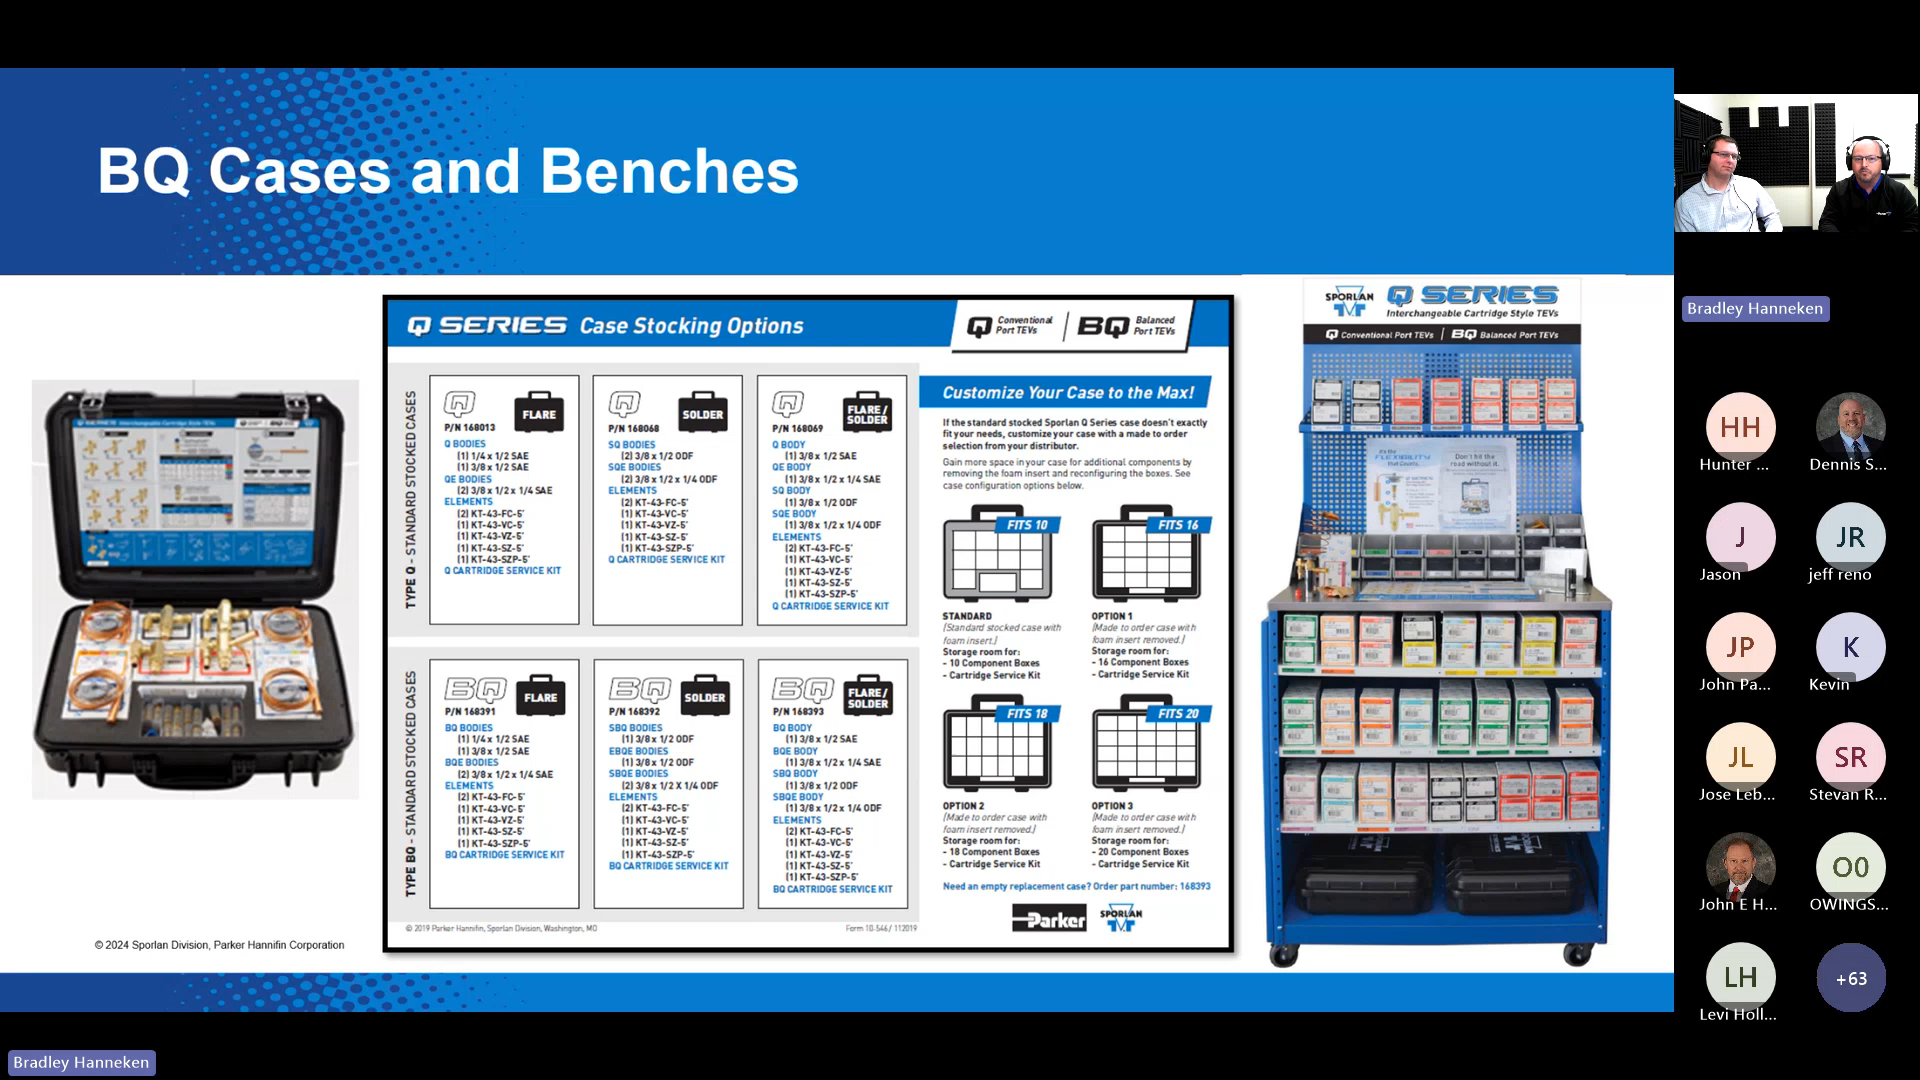 BQ Cases and Benches
Q SERIES Case Stocking Options
Q Conventional Port TEVs | BQ Balanced Port TEVs
TYPE Q - STANDARD STOCKED CASES
Q
FLARE
P/N 168013
Q BODIES
(1) 1/4 x 1/2 SAE
(1) 3/8 x 1/2 SAE
QE BODIES
(2) 3/8 x 1/2 x 1/4 SAE
ELEMENTS
(2) KT-43-FC-5'
(1) KT-43-VC-5'
(1) KT-43-VZ-5'
(1) KT-43-SZ-5'
(1) KT-43-SZP-5'
Q CARTRIDGE SERVICE KIT
Q
SOLDER
P/N 168068
SQ BODIES
(2) 3/8 x 1/2 ODF
SQE BODIES
(2) 3/8 x 1/2 x 1/4 ODF
ELEMENTS
(2) KT-43-FC-5'
(1) KT-43-VC-5'
(1) KT-43-VZ-5'
(1) KT-43-SZ-5'
(1) KT-43-SZP-5'
Q CARTRIDGE SERVICE KIT
Q
FLARE / SOLDER
P/N 168069
Q BODY
(1) 3/8 x 1/2 SAE
QE BODY
(1) 3/8 x 1/2 x 1/4 SAE
SQ BODY
(1) 3/8 x 1/2 ODF
SQE BODY
(1) 3/8 x 1/2 x 1/4 ODF
ELEMENTS
(2) KT-43-FC-5'
(1) KT-43-VC-5'
(1) KT-43-VZ-5'
(1) KT-43-SZ-5'
(1) KT-43-SZP-5'
Q CARTRIDGE SERVICE KIT
TYPE BQ - STANDARD STOCKED CASES
BQ
FLARE
P/N 168391
BQ BODIES
(1) 1/4 x 1/2 SAE
(1) 3/8 x 1/2 SAE
BQE BODIES
(2) 3/8 x 1/2 x 1/4 SAE
ELEMENTS
(2) KT-43-FC-5'
(1) KT-43-VC-5'
(1) KT-43-VZ-5'
(1) KT-43-SZ-5'
(1) KT-43-SZP-5'
BQ CARTRIDGE SERVICE KIT
BQ
SOLDER
P/N 168392
SBQ BODIES
(1) 3/8 x 1/2 ODF
EBQE BODIES
(1) 3/8 x 1/2 ODF
SBQE BODIES
(2) 3/8 x 1/2 X 1/4 ODF
ELEMENTS
(2) KT-43-FC-5'
(1) KT-43-VC-5'
(1) KT-43-VZ-5'
(1) KT-43-SZ-5'
(1) KT-43-SZP-5'
BQ CARTRIDGE SERVICE KIT
BQ
FLARE / SOLDER
P/N 168393
BQ BODY
(1) 3/8 x 1/2 SAE
BQE BODY
(1) 3/8 x 1/2 x 1/4 SAE
SBQ BODY
(1) 3/8 x 1/2 ODF
SBQE BODY
(1) 3/8 x 1/2 x 1/4 ODF
ELEMENTS
(2) KT-43-FC-5'
(1) KT-43-VC-5'
(1) KT-43-VZ-5'
(1) KT-43-SZ-5'
(1) KT-43-SZP-5'
BQ CARTRIDGE SERVICE KIT
Customize Your Case to the Max!
If the standard stocked Sporlan Q Series case doesn't exactly
fit your needs, customize your case with a made to order
selection from your distributor.
Gain more space in your case for additional components by
removing the foam insert and reconfiguring the boxes. See
case configuration options below.
FITS 10
STANDARD
(Standard stocked case with
foam insert.)
Storage room for:
- 10 Component Boxes
- Cartridge Service Kit
FITS 16
OPTION 1
(Made to order case with
foam insert removed.)
Storage room for:
- 16 Component Boxes
- Cartridge Service Kit
FITS 18
OPTION 2
(Made to order case with
foam insert removed.)
Storage room for:
- 18 Component Boxes
- Cartridge Service Kit
FITS 20
OPTION 3
(Made to order case with
foam insert removed.)
Storage room for:
- 20 Component Boxes
- Cartridge Service Kit
Need an empty replacement case? Order part number: 168393
Parker
SPORLAN
© 2019 Parker Hannifin, Sporlan Division, Washington, MO
Form 10-546/ 112019
SPORLAN Q SERIES
Interchangeable Cartridge Style TEVs
Q Conventional Port TEVs | BQ Balanced Port TEVs
It's the
FLEXIBILITY
that Counts.
Don't hit the
road without it.
© 2024 Sporlan Division, Parker Hannifin Corporation
Bradley Hanneken
HH
Hunter ...
Dennis S...
J
Jason
JR
jeff reno
JP
John Pa...
K
Kevin
JL
Jose Leb...
SR
Stevan R...
John E H...
O0
OWINGS...
LH
Levi Holl...
+63
Bradley Hanneken